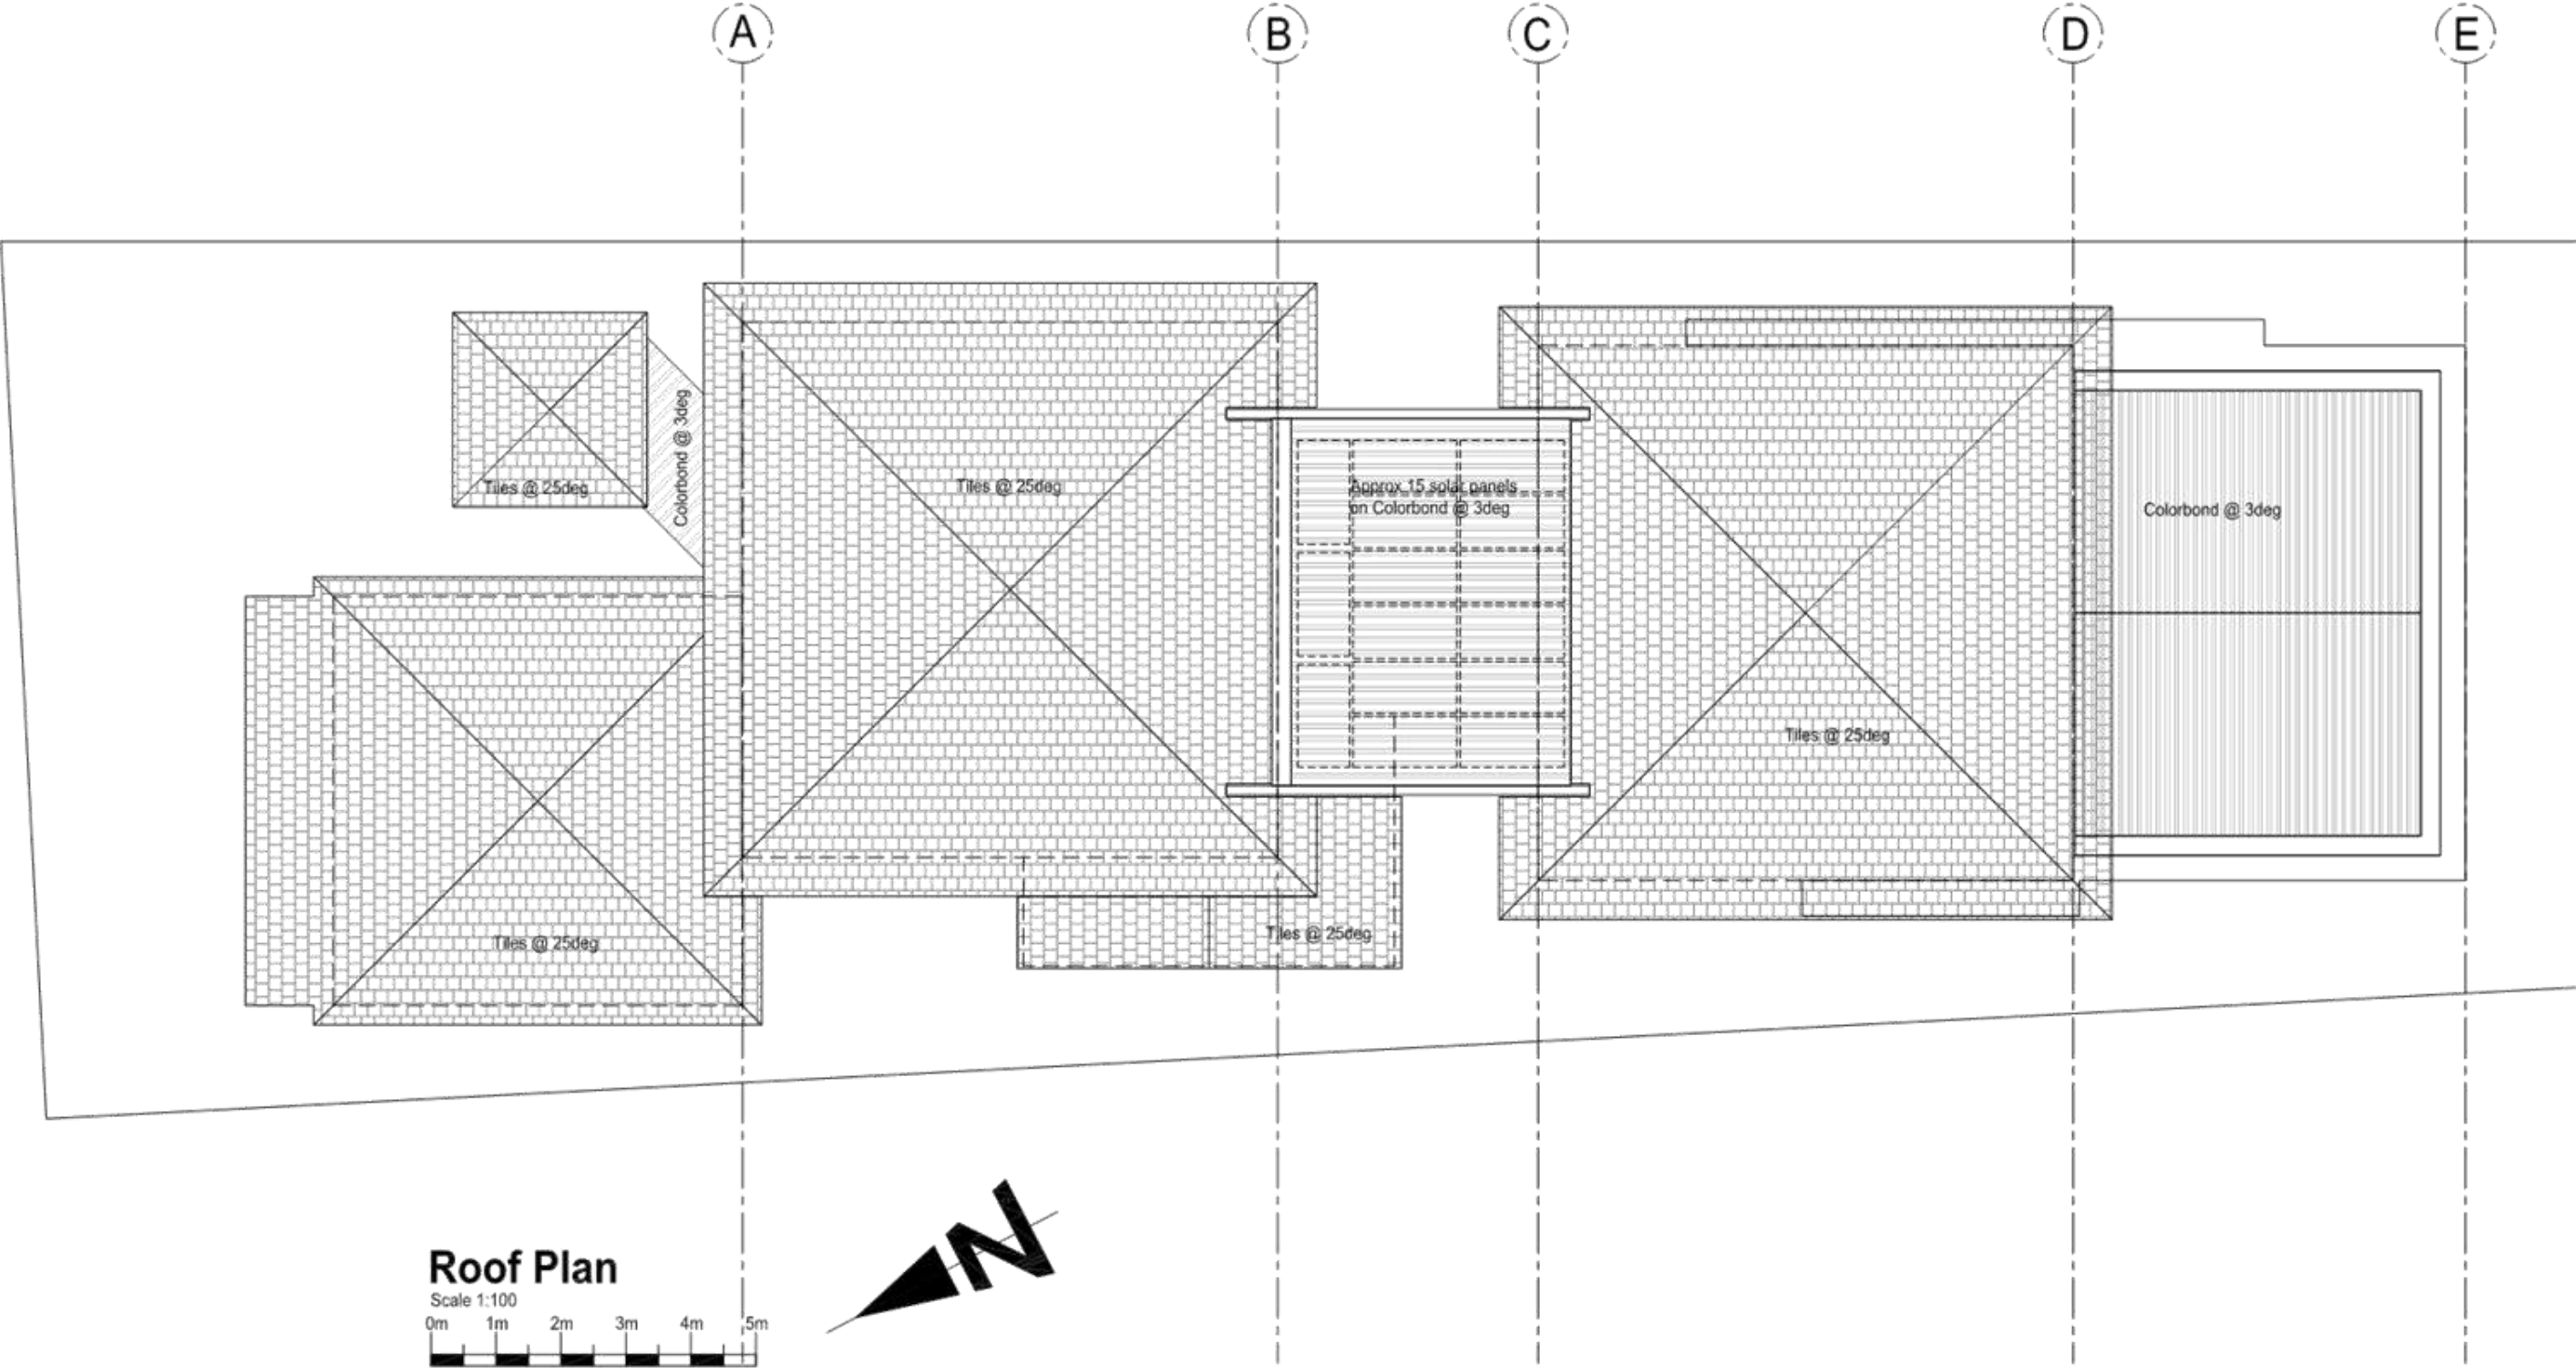 A
B
C
D
E
Colorbond @ 3deg
Tiles @ 25deg
Tiles @ 25deg
Approx 15 solar panels
on Colorbond @ 3deg
Colorbond @ 3deg
Tiles @ 25deg
Tiles @ 25deg
Tiles @ 25deg
N
Roof Plan
Scale 1:100
0m 1m 2m 3m 4m 5m